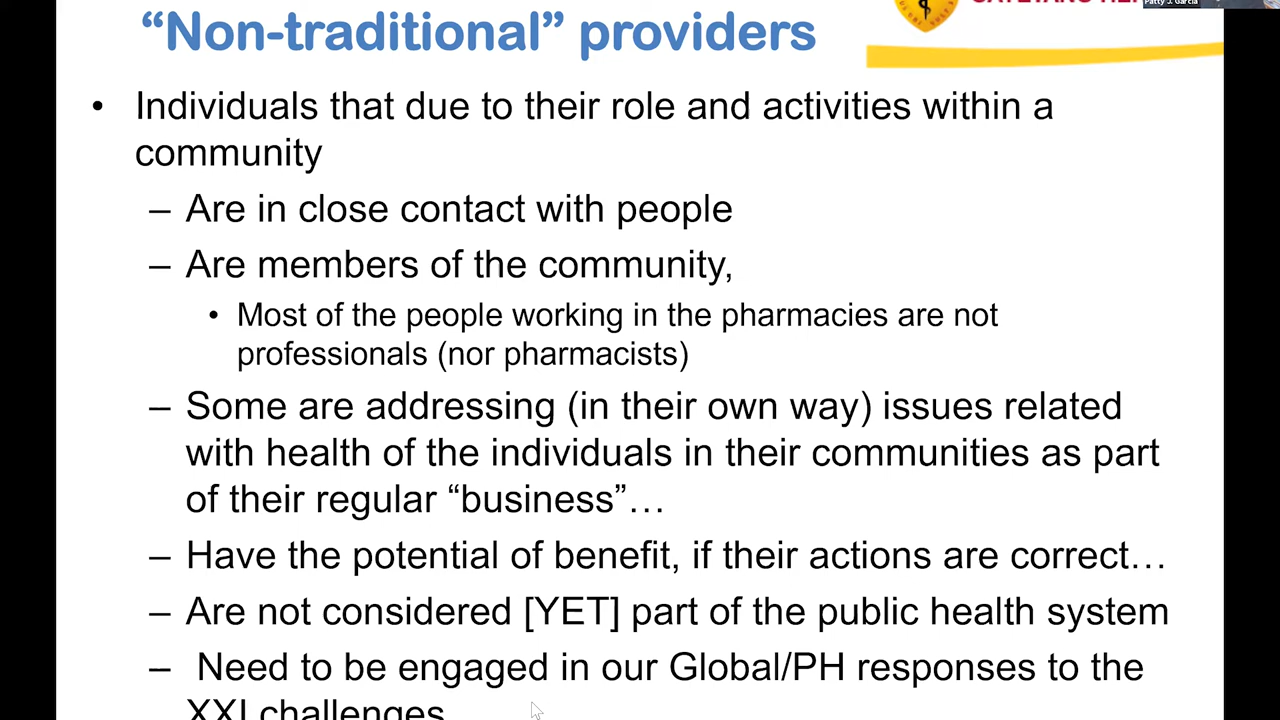 “Non-traditional” providers
Patty J. Garcia
• Individuals that due to their role and activities within a
community
– Are in close contact with people
– Are members of the community,
• Most of the people working in the pharmacies are not
professionals (nor pharmacists)
– Some are addressing (in their own way) issues related
with health of the individuals in their communities as part
of their regular “business”…
– Have the potential of benefit, if their actions are correct…
– Are not considered [YET] part of the public health system
– Need to be engaged in our Global/PH responses to the
XXI challenges